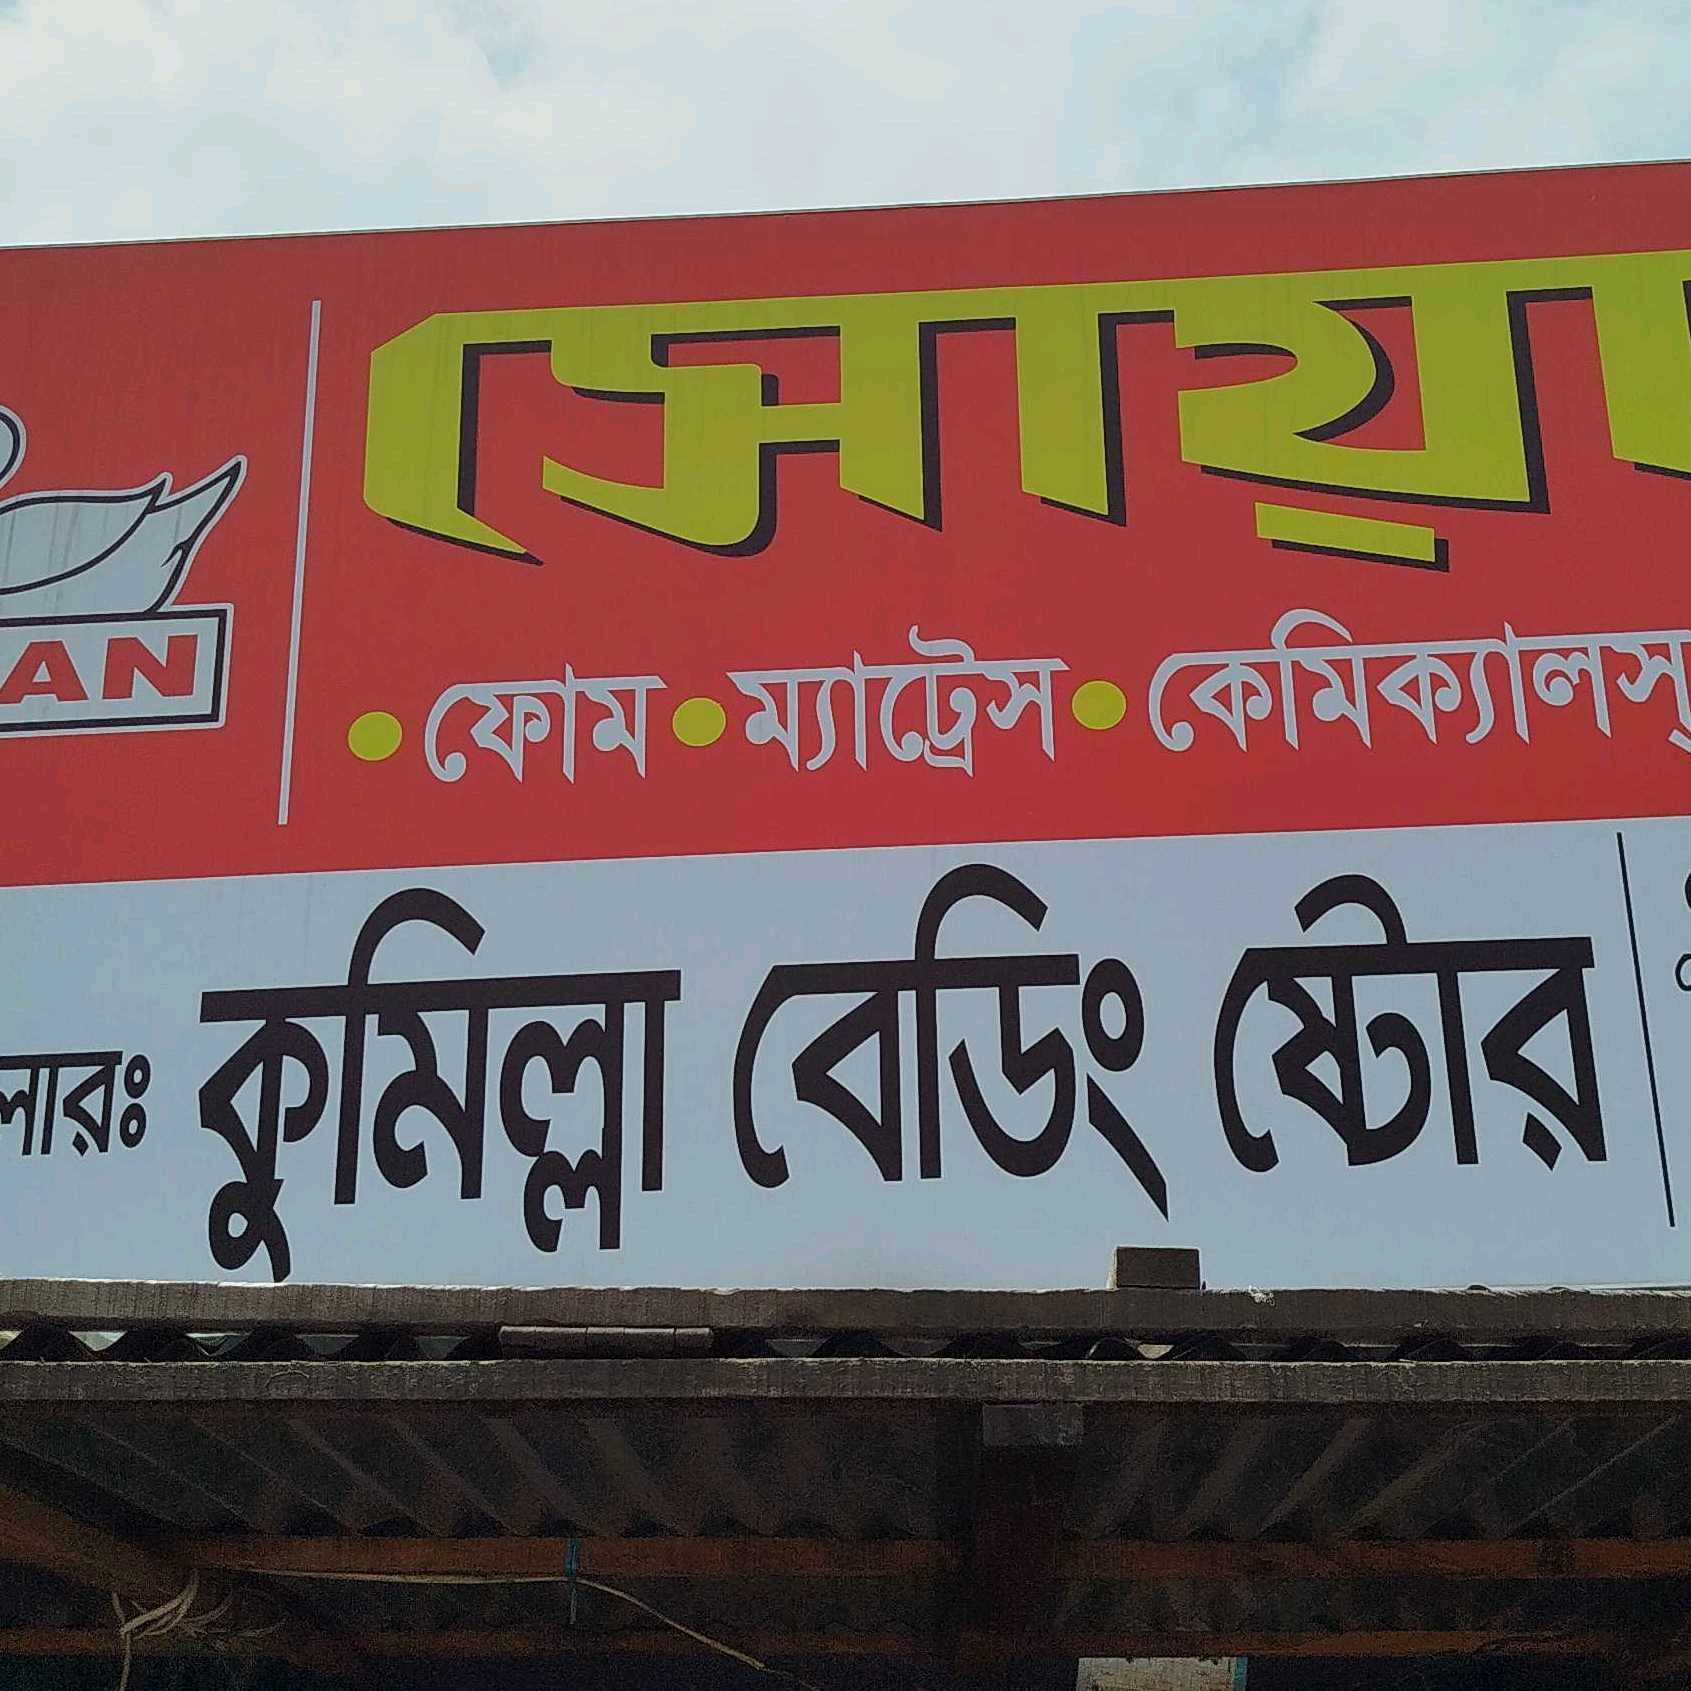 সোয়
AN
• ফোম • ম্যাট্রেস • কেমিক্যালস্
লারঃ কুমিল্লা বেডিং ষ্টোর